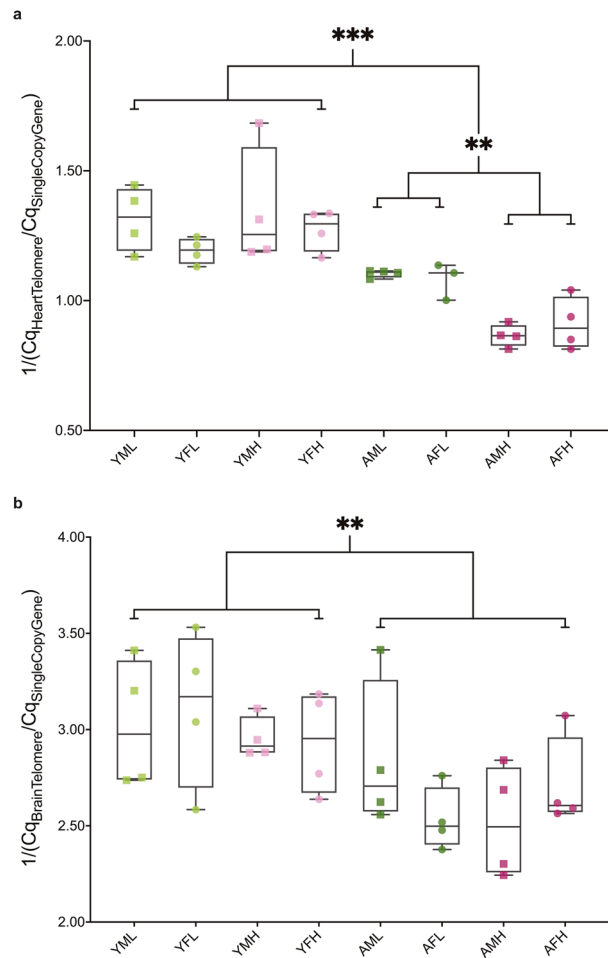 a
***
2.00
**
1.50
1.00
0.50
1/(CqHeartTelomere/CqSingleCopyGene)
YML YFL YMH YFH AML AFL AMH AFH
b
**
4.00
3.50
3.00
2.50
2.00
1/(CqBrainTelomere/CqSingleCopyGene)
YML YFL YMH YFH AML AFL AMH AFH